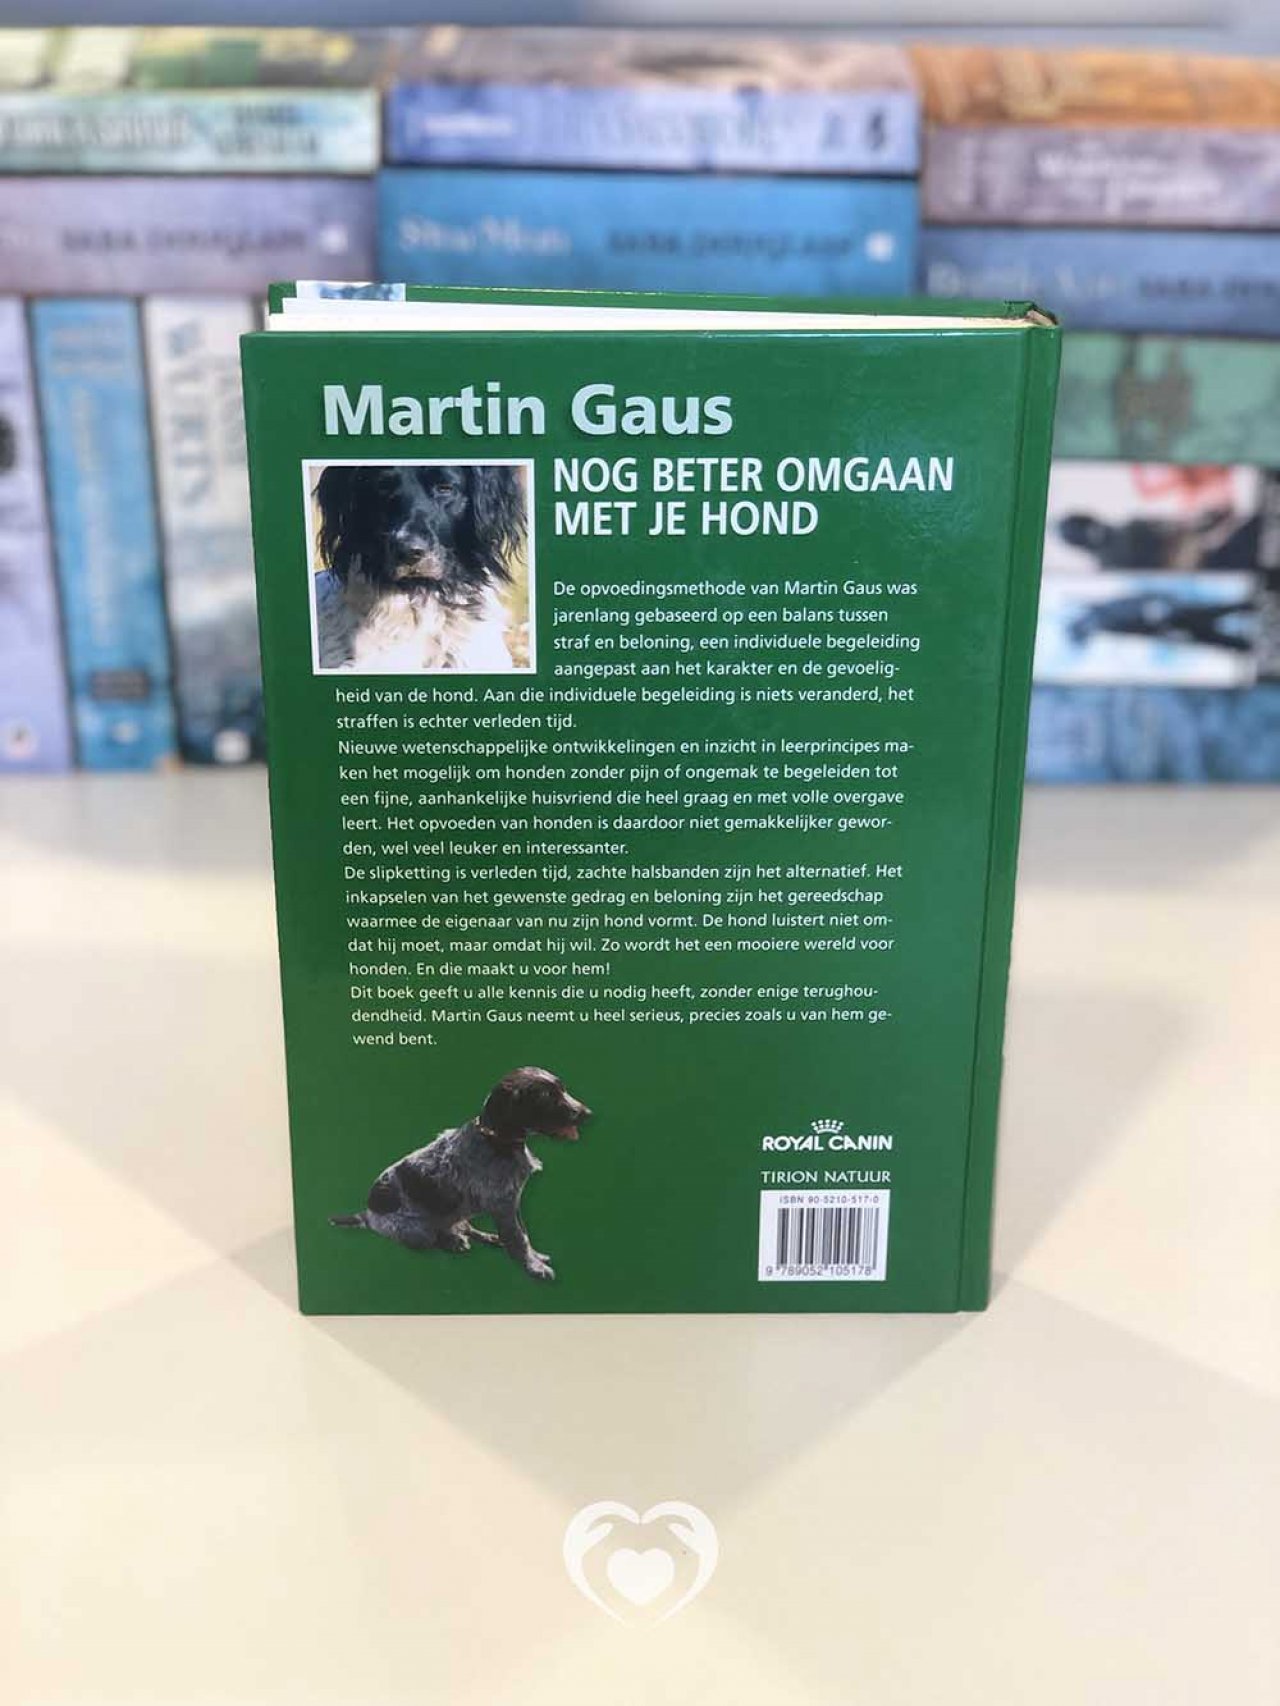 SARA DOUGLASS
SARA DOUGLASS
WURTS
Martin Gaus
NOG BETER OMGAAN
MET JE HOND
De opvoedingsmethode van Martin Gaus was
jarenlang gebaseerd op een balans tussen
straf en beloning, een individuele begeleiding
aangepast aan het karakter en de gevoelig-
heid van de hond. Aan die individuele begeleiding is niets veranderd, het
straffen is echter verleden tijd.
Nieuwe wetenschappelijke ontwikkelingen en inzicht in leerprincipes ma-
ken het mogelijk om honden zonder pijn of ongemak te begeleiden tot
een fijne, aanhankelijke huisvriend die heel graag en met volle overgave
leert. Het opvoeden van honden is daardoor niet gemakkelijker gewor-
den, wel veel leuker en interessanter.
De slipketting is verleden tijd, zachte halsbanden zijn het alternatief. Het
inkapselen van het gewenste gedrag en beloning zijn het gereedschap
waarmee de eigenaar van nu zijn hond vormt. De hond luistert niet om-
dat hij moet, maar omdat hij wil. Zo wordt het een mooiere wereld voor
honden. En die maakt u voor hem!
Dit boek geeft u alle kennis die u nodig heeft, zonder enige terughou-
dendheid. Martin Gaus neemt u heel serieus, precies zoals u van hem ge-
wend bent.
ROYAL CANIN
TIRION NATUUR
ISBN 90-5210-517-0
9 789052 105178